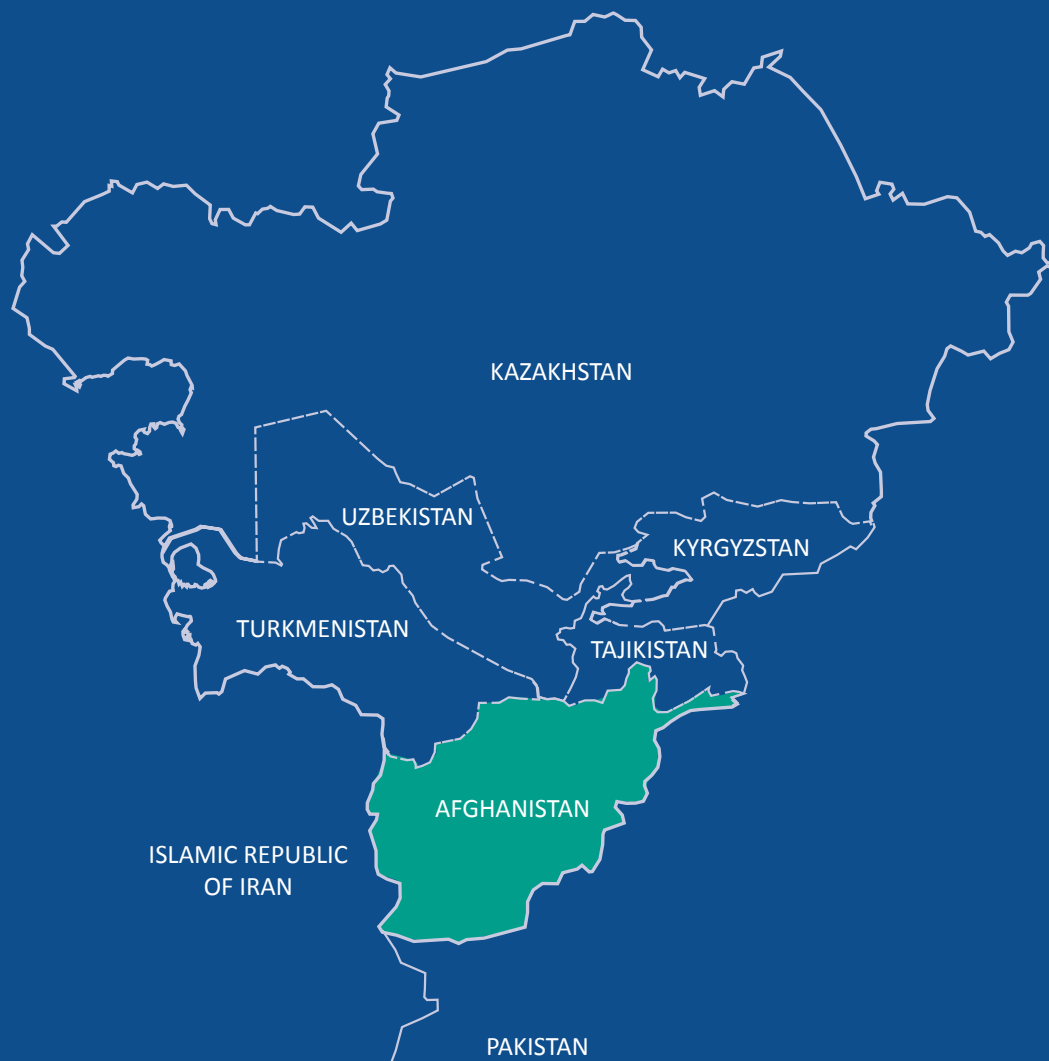 KAZAKHSTAN
UZBEKISTAN
KYRGYZSTAN
TURKMENISTAN
TAJIKISTAN
AFGHANISTAN
ISLAMIC REPUBLIC
OF IRAN
PAKISTAN